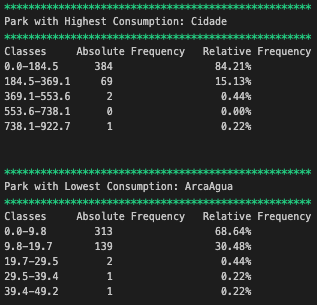 **************************************************
Park with Highest Consumption: Cidade
**************************************************
Classes     Absolute Frequency   Relative Frequency
0.0-184.5      384               84.21%
184.5-369.1     69               15.13%
369.1-553.6    2                 0.44%
553.6-738.1    0                 0.00%
738.1-922.7    1                 0.22%
**************************************************
Park with Lowest Consumption: ArcaAgua
**************************************************
Classes     Absolute Frequency   Relative Frequency
0.0-9.8        313               68.64%
9.8-19.7       139               30.48%
19.7-29.5      2                 0.44%
29.5-39.4      1                 0.22%
39.4-49.2      1                 0.22%